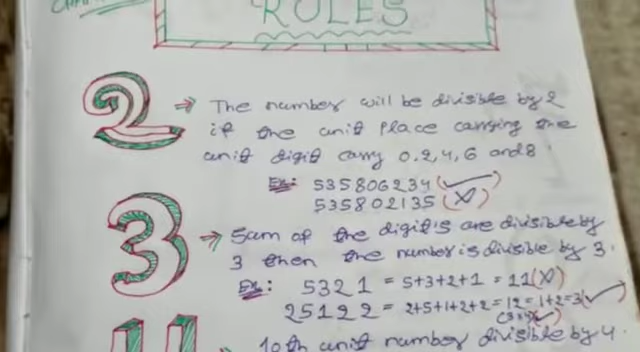 RULES
2 → The number will be divisible by 2
if the unit place carrying the
unit digit carry 0.2,4,6 and 8
Ex: 535806234(✓)
535802135(X)
3 → Sum of the digits are divisible by
3 then the number is divisible by 3.
Ex: 5321 = 5+3+2+1 = 11(X)
25122 = 2+5+1+2+2=12=1+2=3(✓)
4 → 10th unit number divisible by 4.